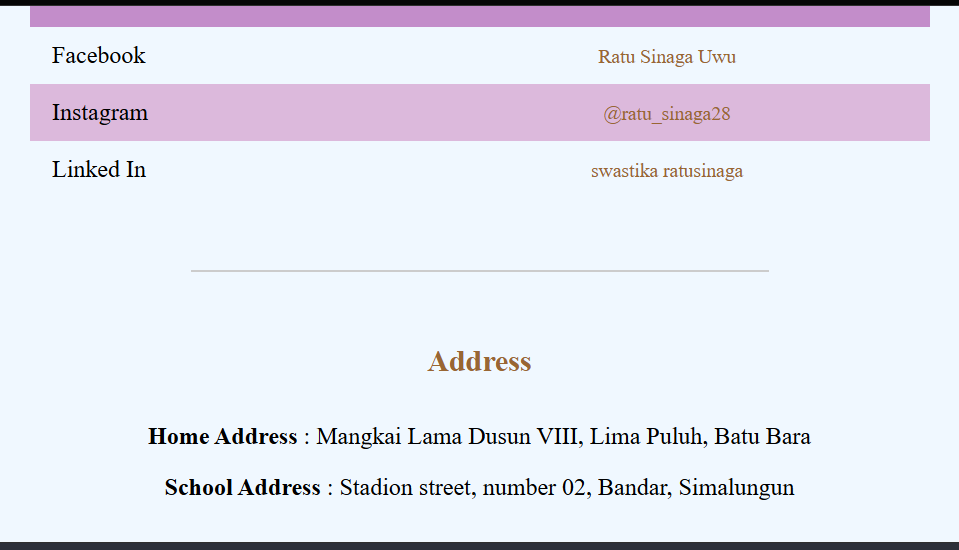 Facebook Ratu Sinaga Uwu
Instagram @ratu_sinaga28
Linked In swastika ratusinaga
Address
Home Address : Mangkai Lama Dusun VIII, Lima Puluh, Batu Bara
School Address : Stadion street, number 02, Bandar, Simalungun